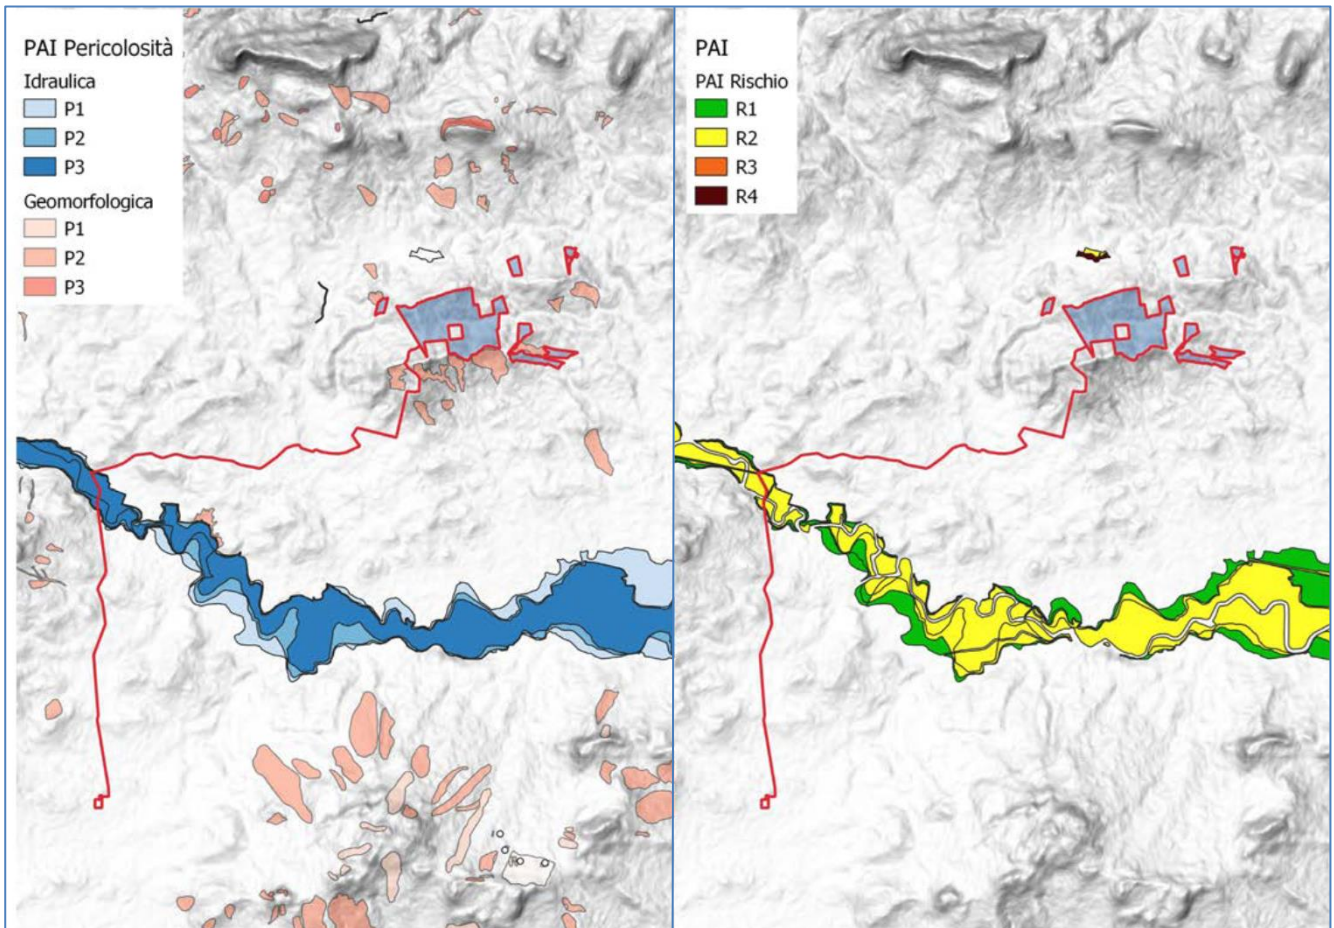 PAI Pericolosità
Idraulica
P1
P2
P3
Geomorfologica
P1
P2
P3
PAI
PAI Rischio
R1
R2
R3
R4